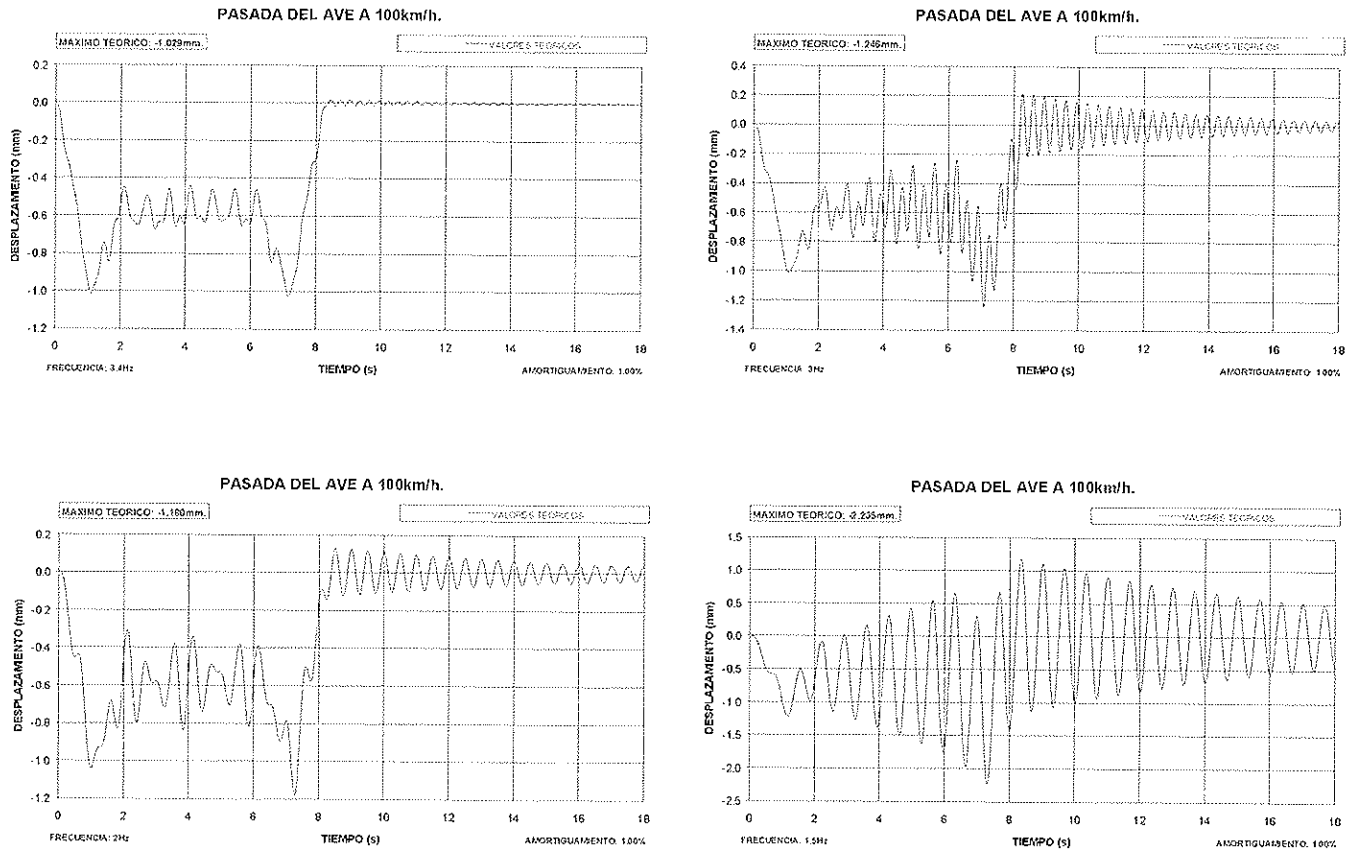 PASADA DEL AVE A 100km/h.
MAXIMO TEORICO: -1.029mm.
VALORES TEORICOS
0.2
0.0
-0.2
-0.4
-0.6
-0.8
-1.0
-1.2
DESPLAZAMENTO (mm)
0 2 4 6 8 10 12 14 16 18
FRECUENCIA: 3.4Hz
TIEMPO (s)
AMORTIGUAMIENTO: 1.00%
PASADA DEL AVE A 100km/h.
MAXIMO TEORICO: -1.246mm.
VALORES TEORICOS
0.4
0.2
0.0
-0.2
-0.4
-0.6
-0.8
-1.0
-1.2
-1.4
DESPLAZAMENTO (mm)
0 2 4 6 8 10 12 14 16 18
FRECUENCIA: 3Hz
TIEMPO (s)
AMORTIGUAMIENTO: 1.00%
PASADA DEL AVE A 100km/h.
MAXIMO TEORICO: -1.180mm.
VALORES TEORICOS
0.2
0.0
-0.2
-0.4
-0.6
-0.8
-1.0
-1.2
DESPLAZAMENTO (mm)
0 2 4 6 8 10 12 14 16 18
FRECUENCIA: 2Hz
TIEMPO (s)
AMORTIGUAMIENTO: 1.00%
PASADA DEL AVE A 100km/h.
MAXIMO TEORICO: -2.235mm.
VALORES TEORICOS
1.5
1.0
0.5
0.0
-0.5
-1.0
-1.5
-2.0
-2.5
DESPLAZAMENTO (mm)
0 2 4 6 8 10 12 14 16 18
FRECUENCIA: 1.5Hz
TIEMPO (s)
AMORTIGUAMIENTO: 1.00%